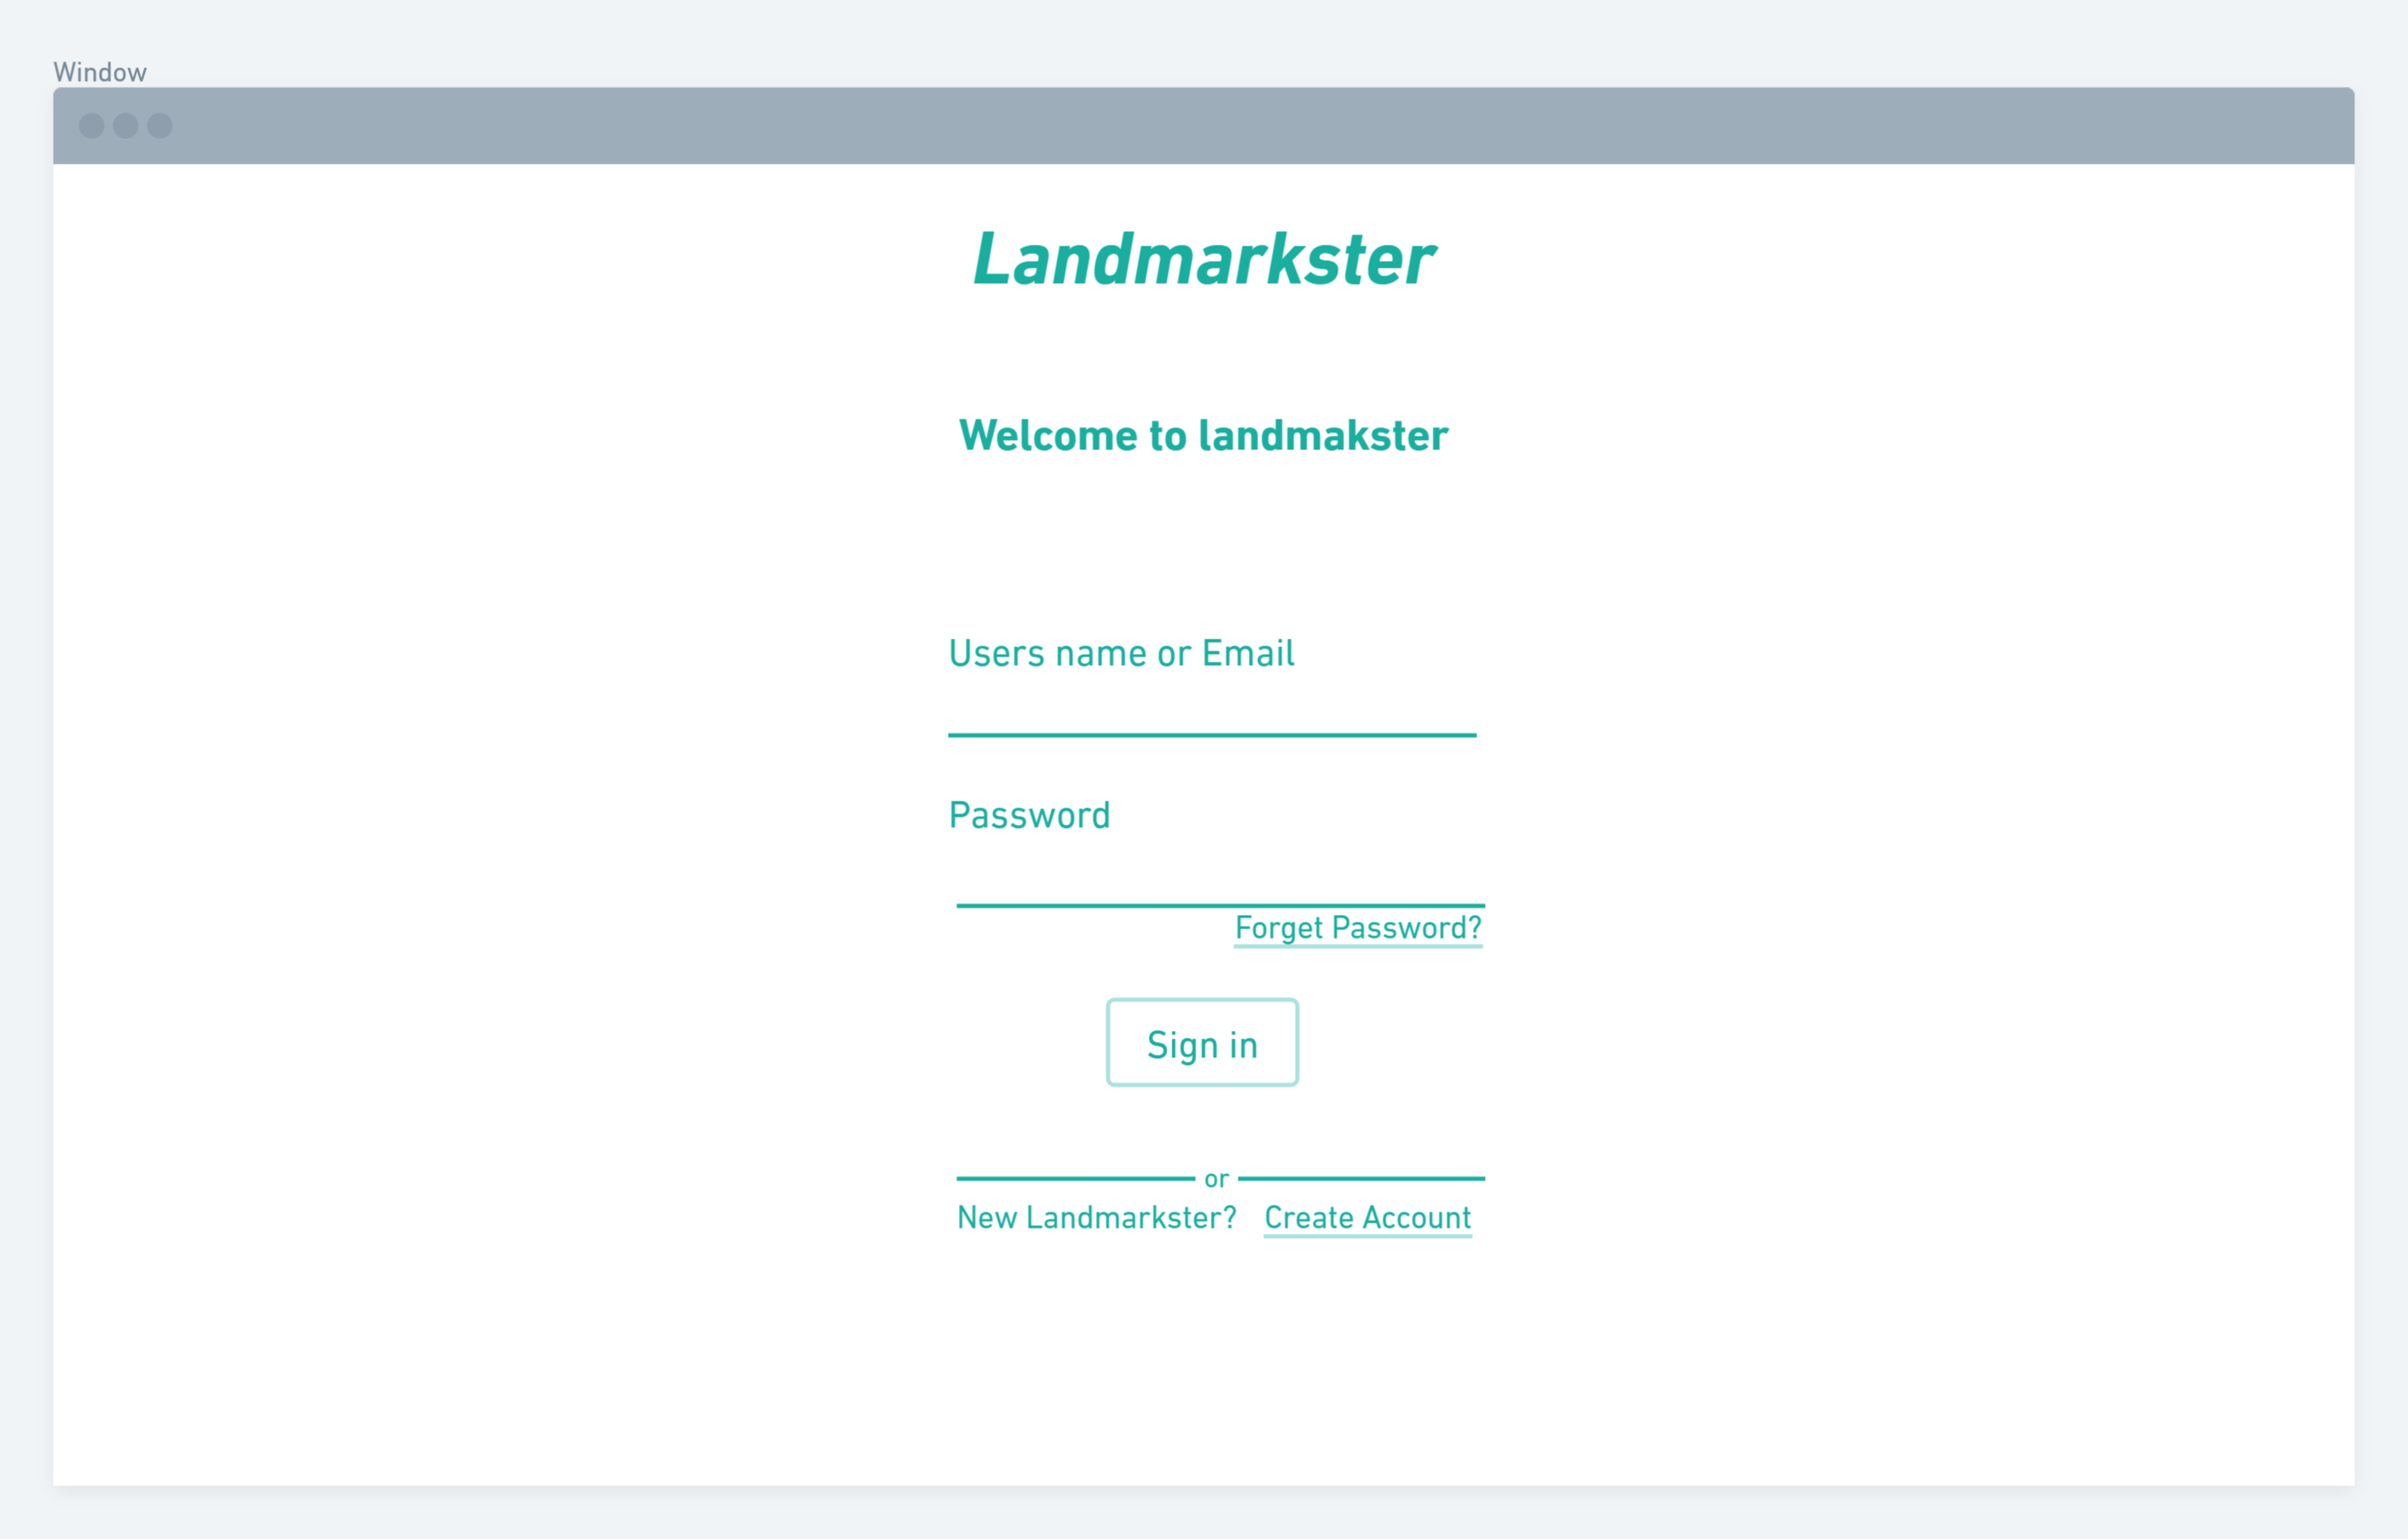 Window
Landmarkster
Welcome to landmakster
Users name or Email
Password
Forget Password?
Sign in
or
New Landmarkster? Create Account